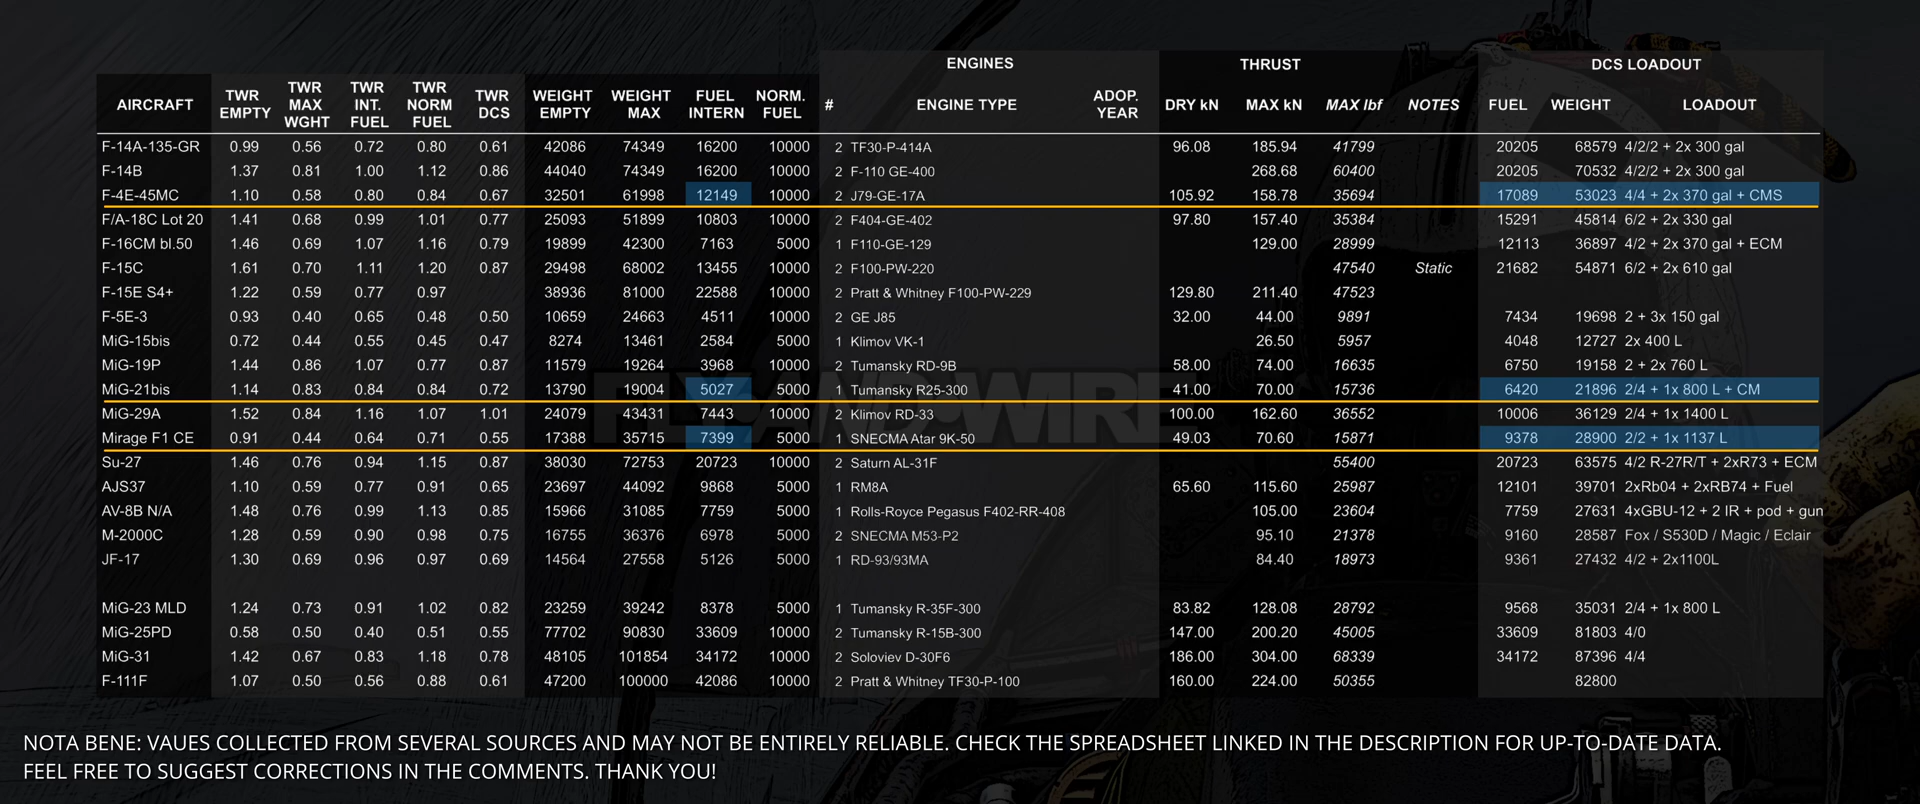 ENGINES THRUST DCS LOADOUT
AIRCRAFT TWR EMPTY TWR MAX WGHT TWR INT. FUEL TWR NORM FUEL TWR DCS WEIGHT EMPTY WEIGHT MAX FUEL INTERN NORM. FUEL # ENGINE TYPE ADOP. YEAR DRY kN MAX kN MAX lbf NOTES FUEL WEIGHT LOADOUT
F-14A-135-GR 0.99 0.56 0.72 0.80 0.61 42086 74349 16200 10000 2 TF30-P-414A 96.08 185.94 41799 20205 68579 4/2/2 + 2x 300 gal
F-14B 1.37 0.81 1.00 1.12 0.86 44040 74349 16200 10000 2 F-110 GE-400 268.68 60400 20205 70532 4/2/2 + 2x 300 gal
F-4E-45MC 1.10 0.58 0.80 0.84 0.67 32501 61998 12149 10000 2 J79-GE-17A 105.92 158.78 35694 17089 53023 4/4 + 2x 370 gal + CMS
F/A-18C Lot 20 1.41 0.68 0.99 1.01 0.77 25093 51899 10803 10000 2 F404-GE-402 97.80 157.40 35384 15291 45814 6/2 + 2x 330 gal
F-16CM bl.50 1.46 0.69 1.07 1.16 0.79 19899 42300 7163 5000 1 F110-GE-129 129.00 28999 12113 36897 4/2 + 2x 370 gal + ECM
F-15C 1.61 0.70 1.11 1.20 0.87 29498 68002 13455 10000 2 F100-PW-220 47540 Static 21682 54871 6/2 + 2x 610 gal
F-15E S4+ 1.22 0.59 0.77 0.97 38936 81000 22588 10000 2 Pratt & Whitney F100-PW-229 129.80 211.40 47523
F-5E-3 0.93 0.40 0.65 0.48 0.50 10659 24663 4511 10000 2 GE J85 32.00 44.00 9891 7434 19698 2 + 3x 150 gal
MiG-15bis 0.72 0.44 0.55 0.45 0.47 8274 13461 2584 5000 1 Klimov VK-1 26.50 5957 4048 12727 2x 400 L
MiG-19P 1.44 0.86 1.07 0.77 0.87 11579 19264 3968 10000 2 Tumansky RD-9B 58.00 74.00 16635 6750 19158 2 + 2x 760 L
MiG-21bis 1.14 0.83 0.84 0.84 0.72 13790 19004 5027 5000 1 Tumansky R25-300 41.00 70.00 15736 6420 21896 2/4 + 1x 800 L + CM
MiG-29A 1.52 0.84 1.16 1.07 1.01 24079 43431 7443 10000 2 Klimov RD-33 100.00 162.60 36552 10006 36129 2/4 + 1x 1400 L
FLYANDWIRE
Mirage F1 CE 0.91 0.44 0.64 0.71 0.55 17388 35715 7399 5000 1 SNECMA Atar 9K-50 49.03 70.60 15871 9378 28900 2/2 + 1x 1137 L
Su-27 1.46 0.76 0.94 1.15 0.87 38030 72753 20723 10000 2 Saturn AL-31F 55400 20723 63575 4/2 R-27R/T + 2xR73 + ECM
AJS37 1.10 0.59 0.77 0.91 0.65 23697 44092 9868 5000 1 RM8A 65.60 115.60 25987 12101 39701 2xRb04 + 2xRB74 + Fuel
AV-8B N/A 1.48 0.76 0.99 1.13 0.85 15966 31085 7759 5000 1 Rolls-Royce Pegasus F402-RR-408 105.00 23604 7759 27631 4xGBU-12 + 2 IR + pod + gun
M-2000C 1.28 0.59 0.90 0.98 0.75 16755 36376 6978 5000 2 SNECMA M53-P2 95.10 21378 9160 28587 Fox / S530D / Magic / Eclair
JF-17 1.30 0.69 0.96 0.97 0.69 14564 27558 5126 5000 1 RD-93/93MA 84.40 18973 9361 27432 4/2 + 2x1100L
MiG-23 MLD 1.24 0.73 0.91 1.02 0.82 23259 39242 8378 5000 1 Tumansky R-35F-300 83.82 128.08 28792 9568 35031 2/4 + 1x 800 L
MiG-25PD 0.58 0.50 0.40 0.51 0.55 77702 90830 33609 10000 2 Tumansky R-15B-300 147.00 200.20 45005 33609 81803 4/0
MiG-31 1.42 0.67 0.83 1.18 0.78 48105 101854 34172 10000 2 Soloviev D-30F6 186.00 304.00 68339 34172 87396 4/4
F-111F 1.07 0.50 0.56 0.88 0.61 47200 100000 42086 10000 2 Pratt & Whitney TF30-P-100 160.00 224.00 50355 82800
NOTA BENE: VAUES COLLECTED FROM SEVERAL SOURCES AND MAY NOT BE ENTIRELY RELIABLE. CHECK THE SPREADSHEET LINKED IN THE DESCRIPTION FOR UP-TO-DATE DATA.
FEEL FREE TO SUGGEST CORRECTIONS IN THE COMMENTS. THANK YOU!